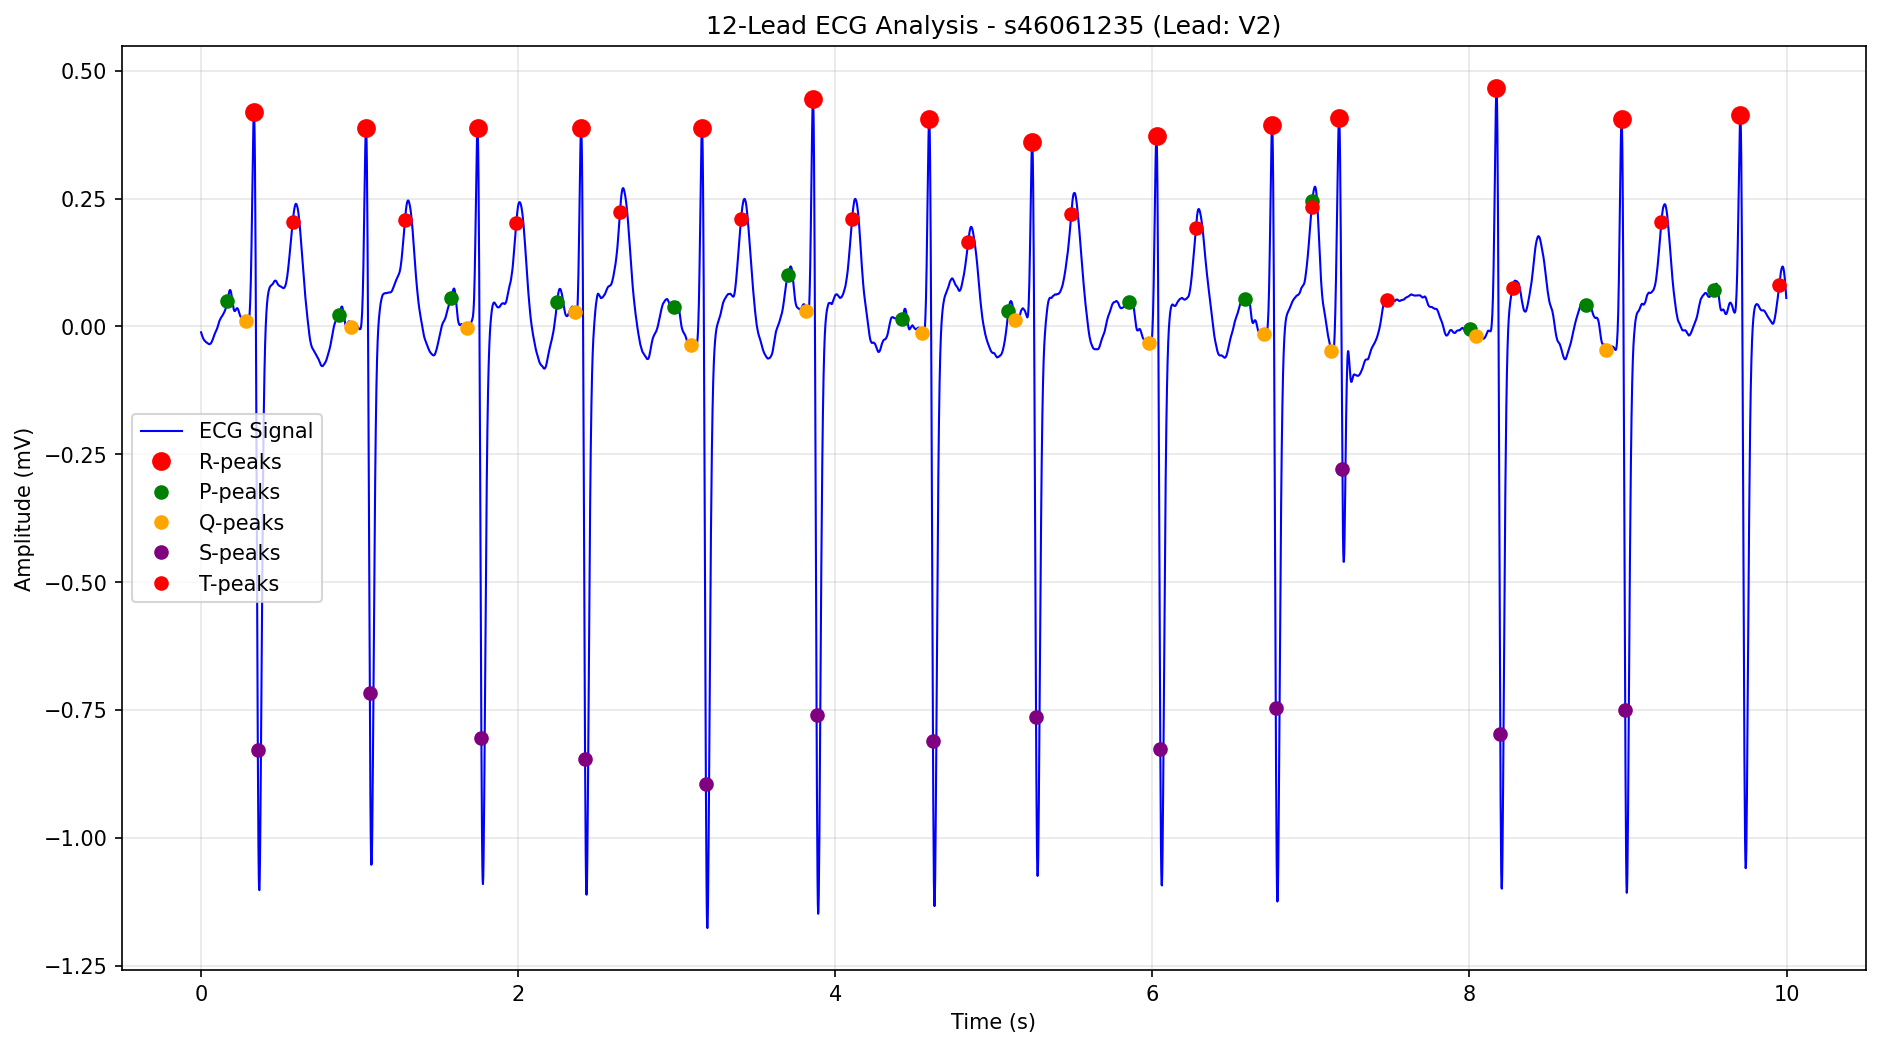 12-Lead ECG Analysis - s46061235 (Lead: V2)
0.50
0.25
0.00
−0.25
−0.50
−0.75
−1.00
−1.25
Amplitude (mV)
ECG Signal
R-peaks
P-peaks
Q-peaks
S-peaks
T-peaks
0 2 4 6 8 10
Time (s)